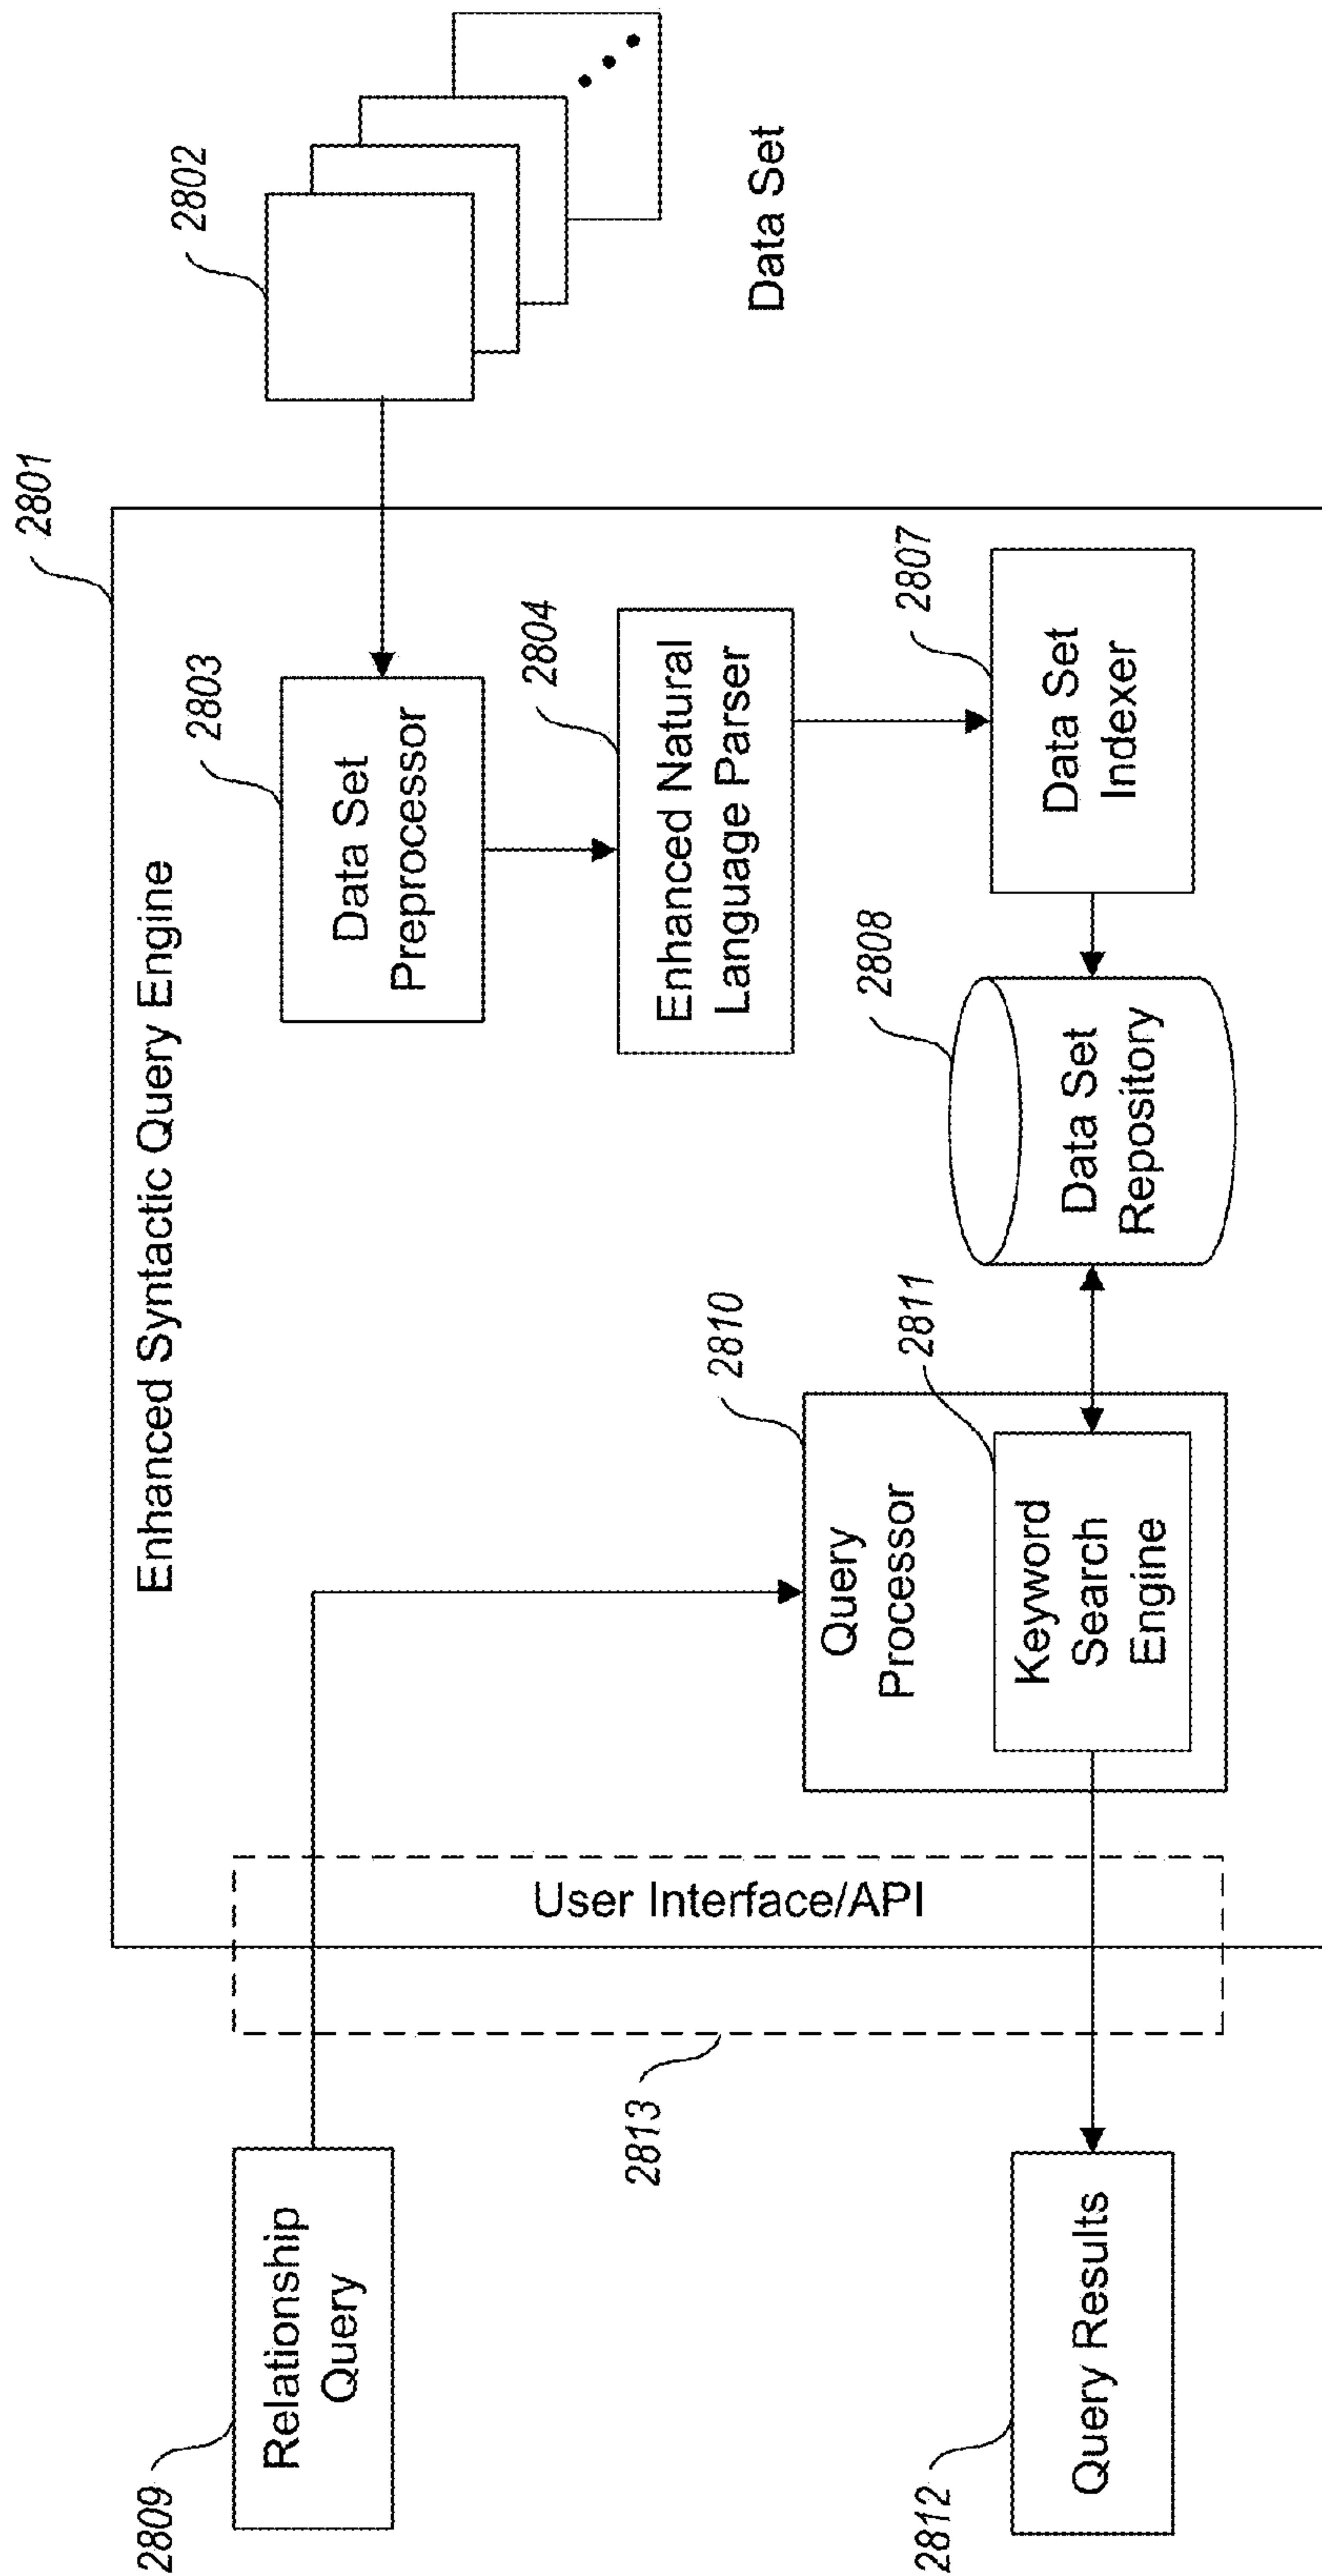 2801
Enhanced Syntactic Query Engine
2802
Data Set
2803
Data Set
Preprocessor
2804
Enhanced Natural
Language Parser
2807
Data Set
Indexer
2808
Data Set
Repository
2809
Relationship
Query
2810
Query
Processor
2811
Keyword
Search
Engine
User Interface/API
2813
2812
Query Results